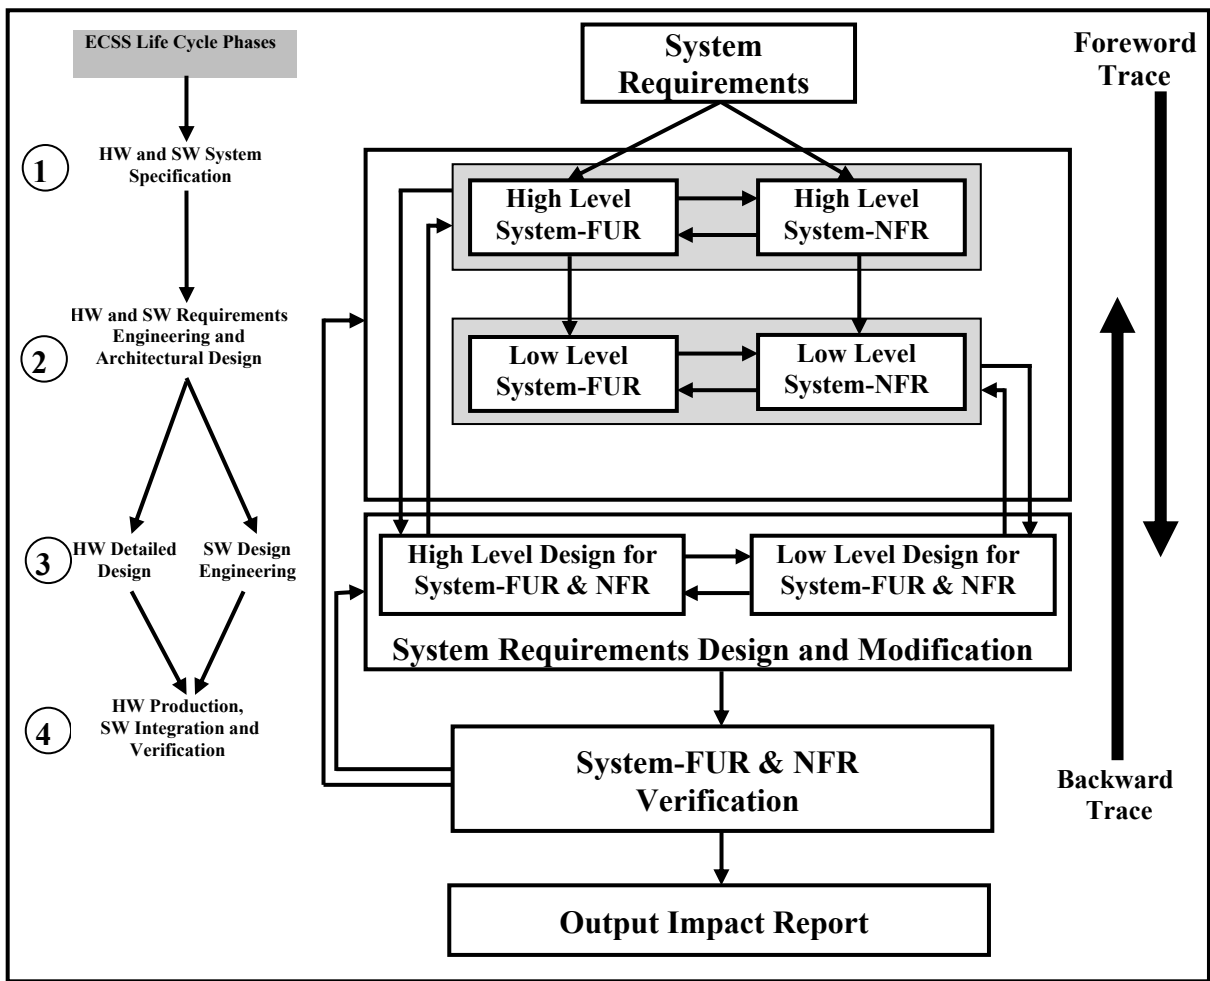 ECSS Life Cycle Phases
1
HW and SW System
Specification
2
HW and SW Requirements
Engineering and
Architectural Design
3
HW Detailed
Design
SW Design
Engineering
4
HW Production,
SW Integration and
Verification
System
Requirements
High Level
System-FUR
High Level
System-NFR
Low Level
System-FUR
Low Level
System-NFR
High Level Design for
System-FUR & NFR
Low Level Design for
System-FUR & NFR
System Requirements Design and Modification
System-FUR & NFR
Verification
Output Impact Report
Foreword
Trace
Backward
Trace